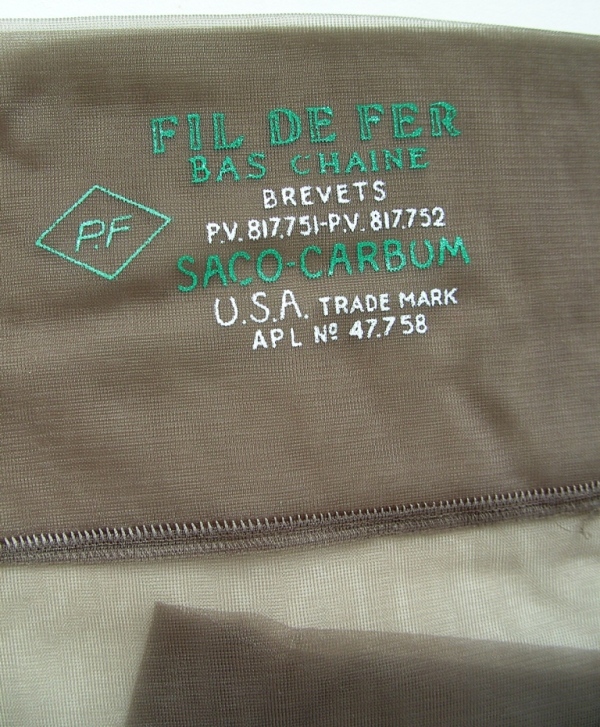 FIL DE FER
BAS CHAINE
BREVETS
P.V. 817.751-P.V. 817.752
P.F
SACO-CARBUM
U.S.A. TRADE MARK
APL Nº 47.758